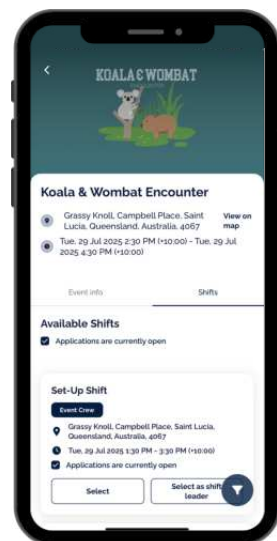 KOALA & WOMBAT
Koala & Wombat Encounter
Grassy Knoll, Campbell Place, Saint
Lucia, Queensland, Australia, 4067
View on
map
Tue, 29 Jul 2025 2:30 PM (+10:00) - Tue, 29 Jul
2025 4:30 PM (+10:00)
Event info
Shifts
Available Shifts
Applications are currently open
Set-Up Shift
Event Crew
Grassy Knoll, Campbell Place, Saint Lucia,
Queensland, Australia, 4067
Tue, 29 Jul 2025 1:30 PM - 3:30 PM (+10:00)
Applications are currently open
Select
Select as shift
leader